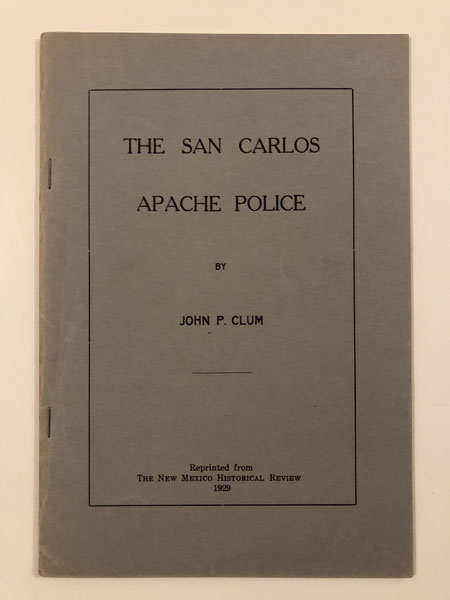 THE SAN CARLOS
APACHE POLICE
BY
JOHN P. CLUM
Reprinted from
THE NEW MEXICO HISTORICAL REVIEW
1929